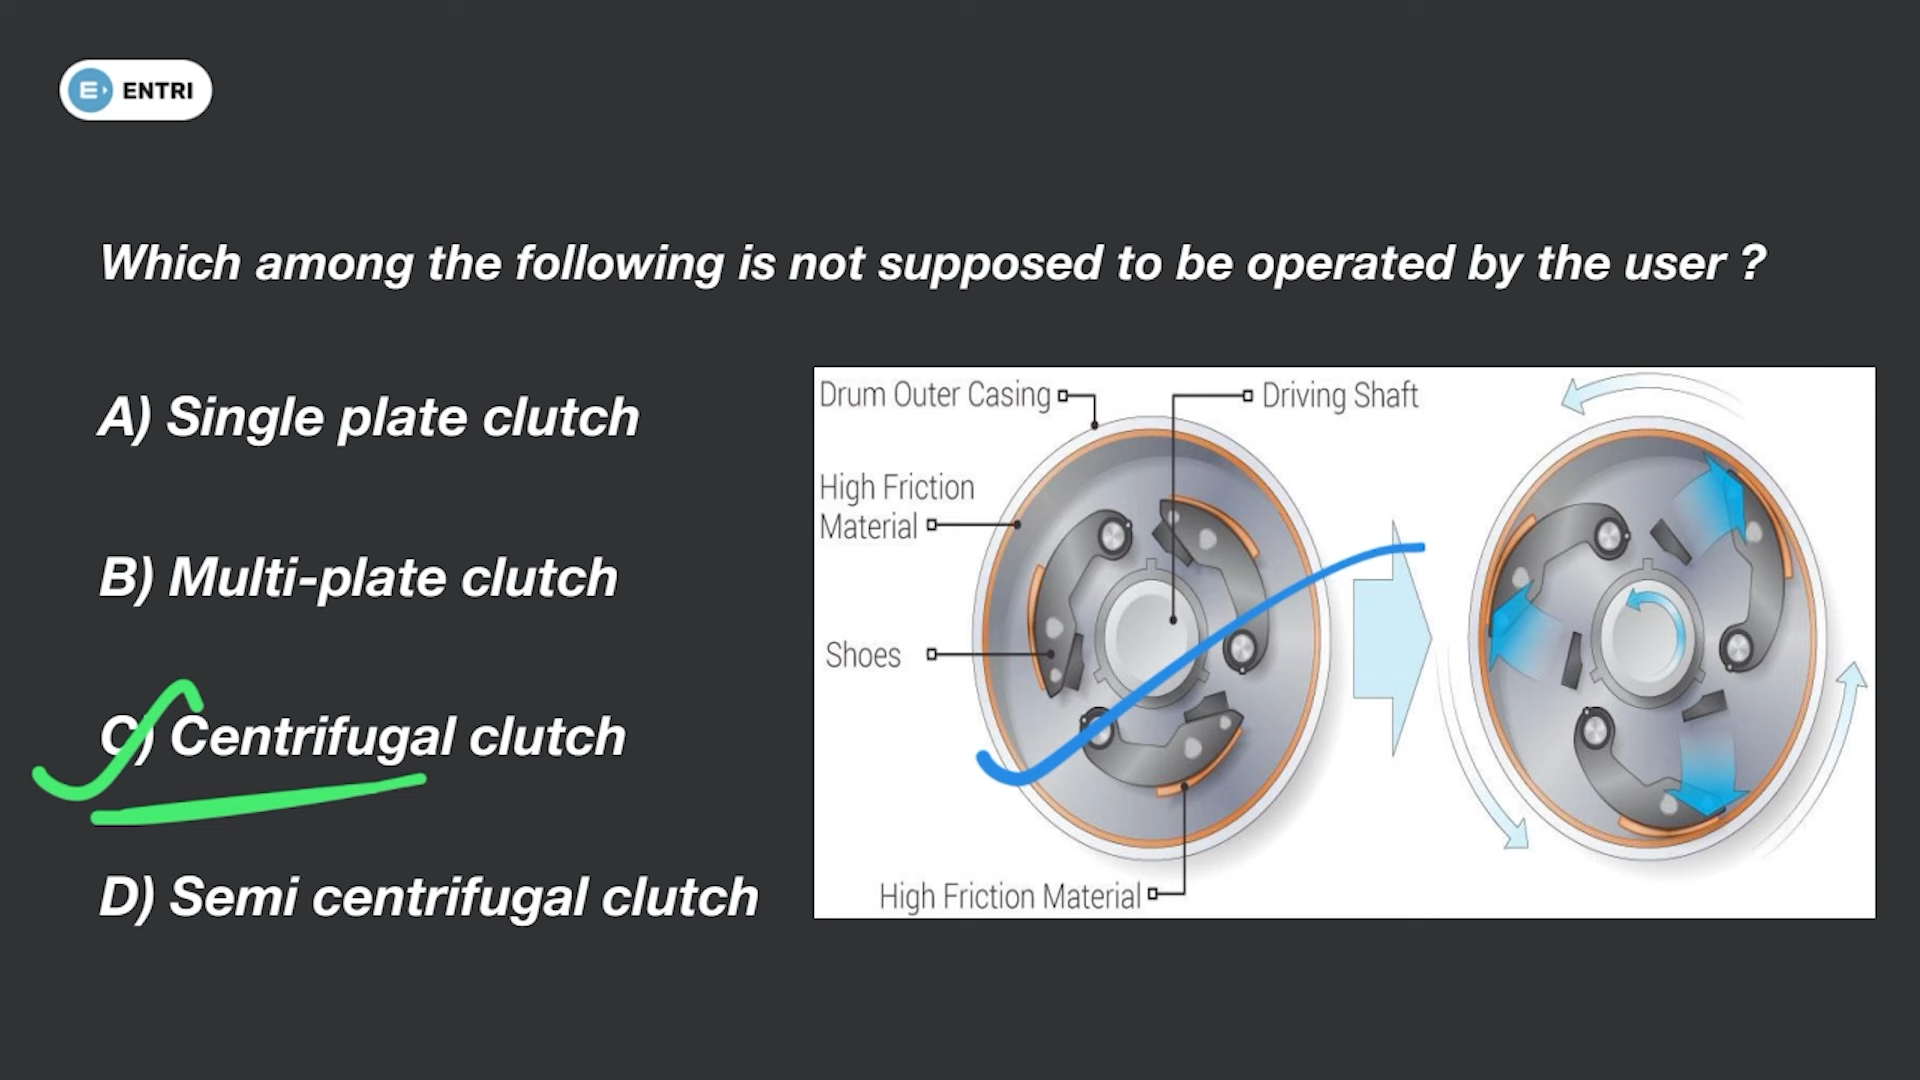 ENTRI
Which among the following is not supposed to be operated by the user ?
A) Single plate clutch
B) Multi-plate clutch
C) Centrifugal clutch
D) Semi centrifugal clutch
Drum Outer Casing
Driving Shaft
High Friction
Material
Shoes
High Friction Material